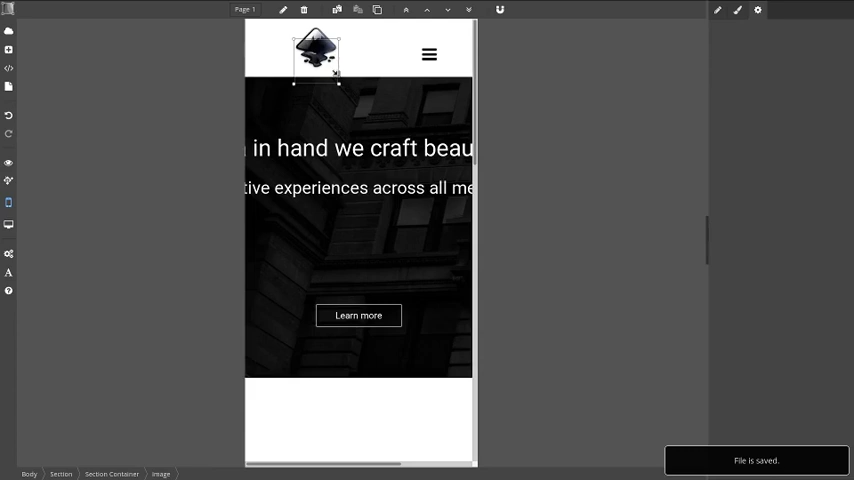 Page 1
in hand we craft beau
tive experiences across all me
Learn more
File is saved.
Body Section Section Container Image